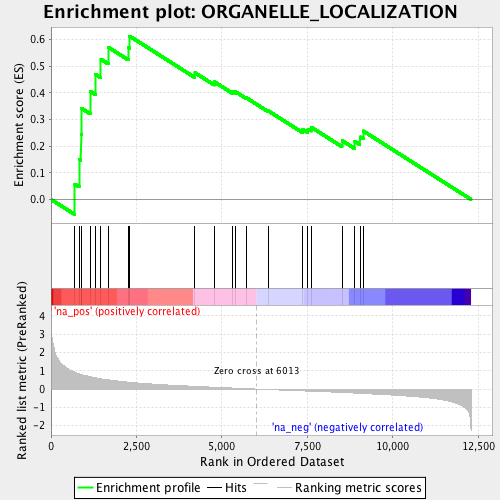 Enrichment plot: ORGANELLE_LOCALIZATION
Enrichment score (ES)
0.6
0.5
0.4
0.3
0.2
0.1
0.0
'na_pos' (positively correlated)
Ranked list metric (PreRanked)
4
3
2
1
0
-1
-2
Zero cross at 6013
'na_neg' (negatively correlated)
0
2,500
5,000
7,500
10,000
12,500
Rank in Ordered Dataset
Enrichment profile
Hits
Ranking metric scores